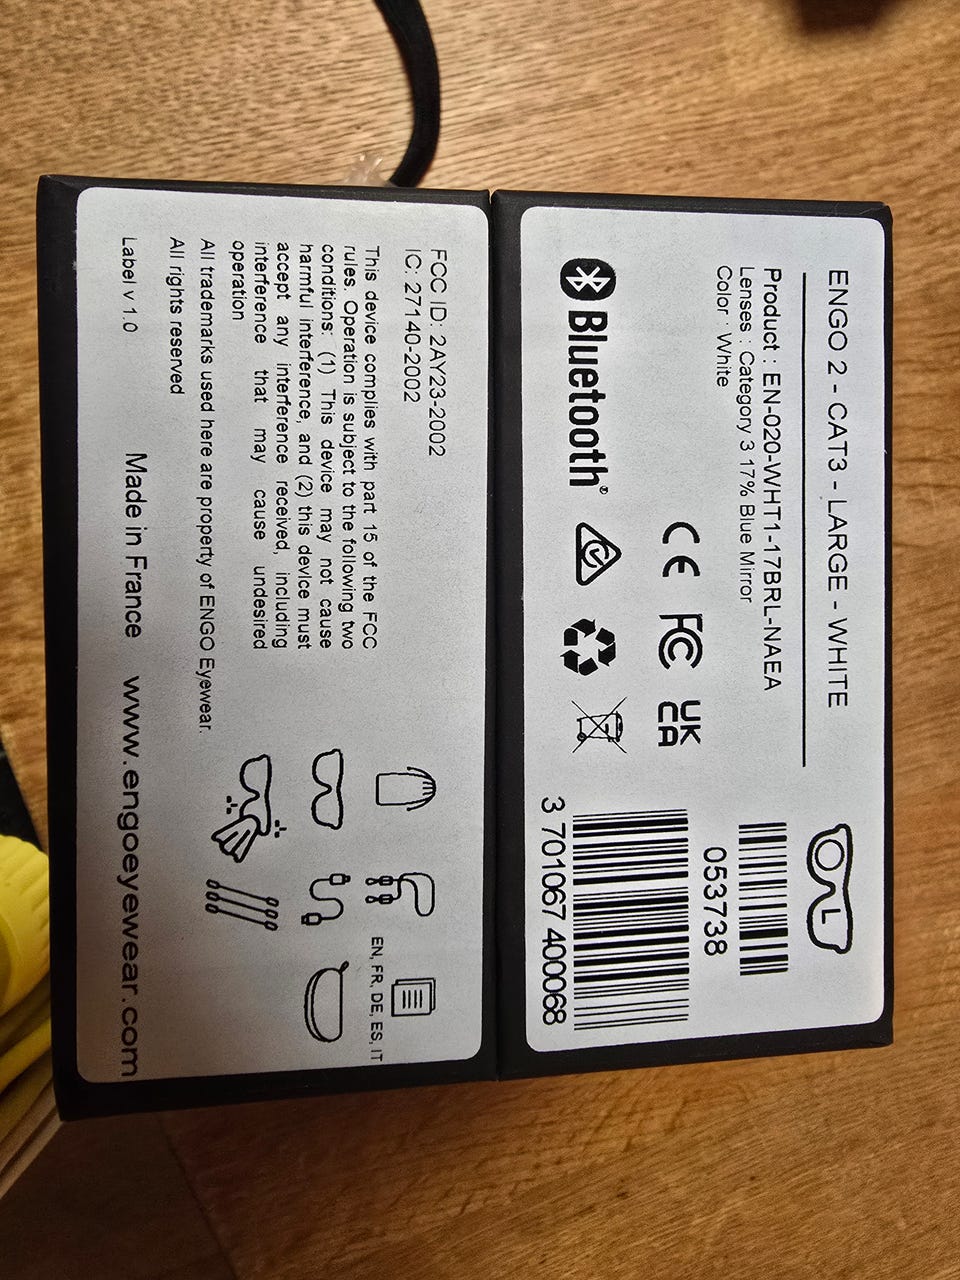 ENGO 2 - CAT3 - LARGE - WHITE
Product : EN-020-WHT1-17BRL-NAEA
Lenses : Category 3 17% Blue Mirror
Color : White
053738
CE FC UK CA
Bluetooth®
3 701067 400068
L
FCC ID: 2AY23-2002
IC: 27140-2002
This device complies with part 15 of the FCC
rules. Operation is subject to the following two
conditions: (1) This device may not cause
harmful interference, and (2) this device must
accept any interference received, including
interference that may cause undesired
operation
All trademarks used here are property of ENGO Eyewear.
All rights reserved
EN, FR, DE, ES, IT
Label v 1.0
Made in France
www.engoeyewear.com